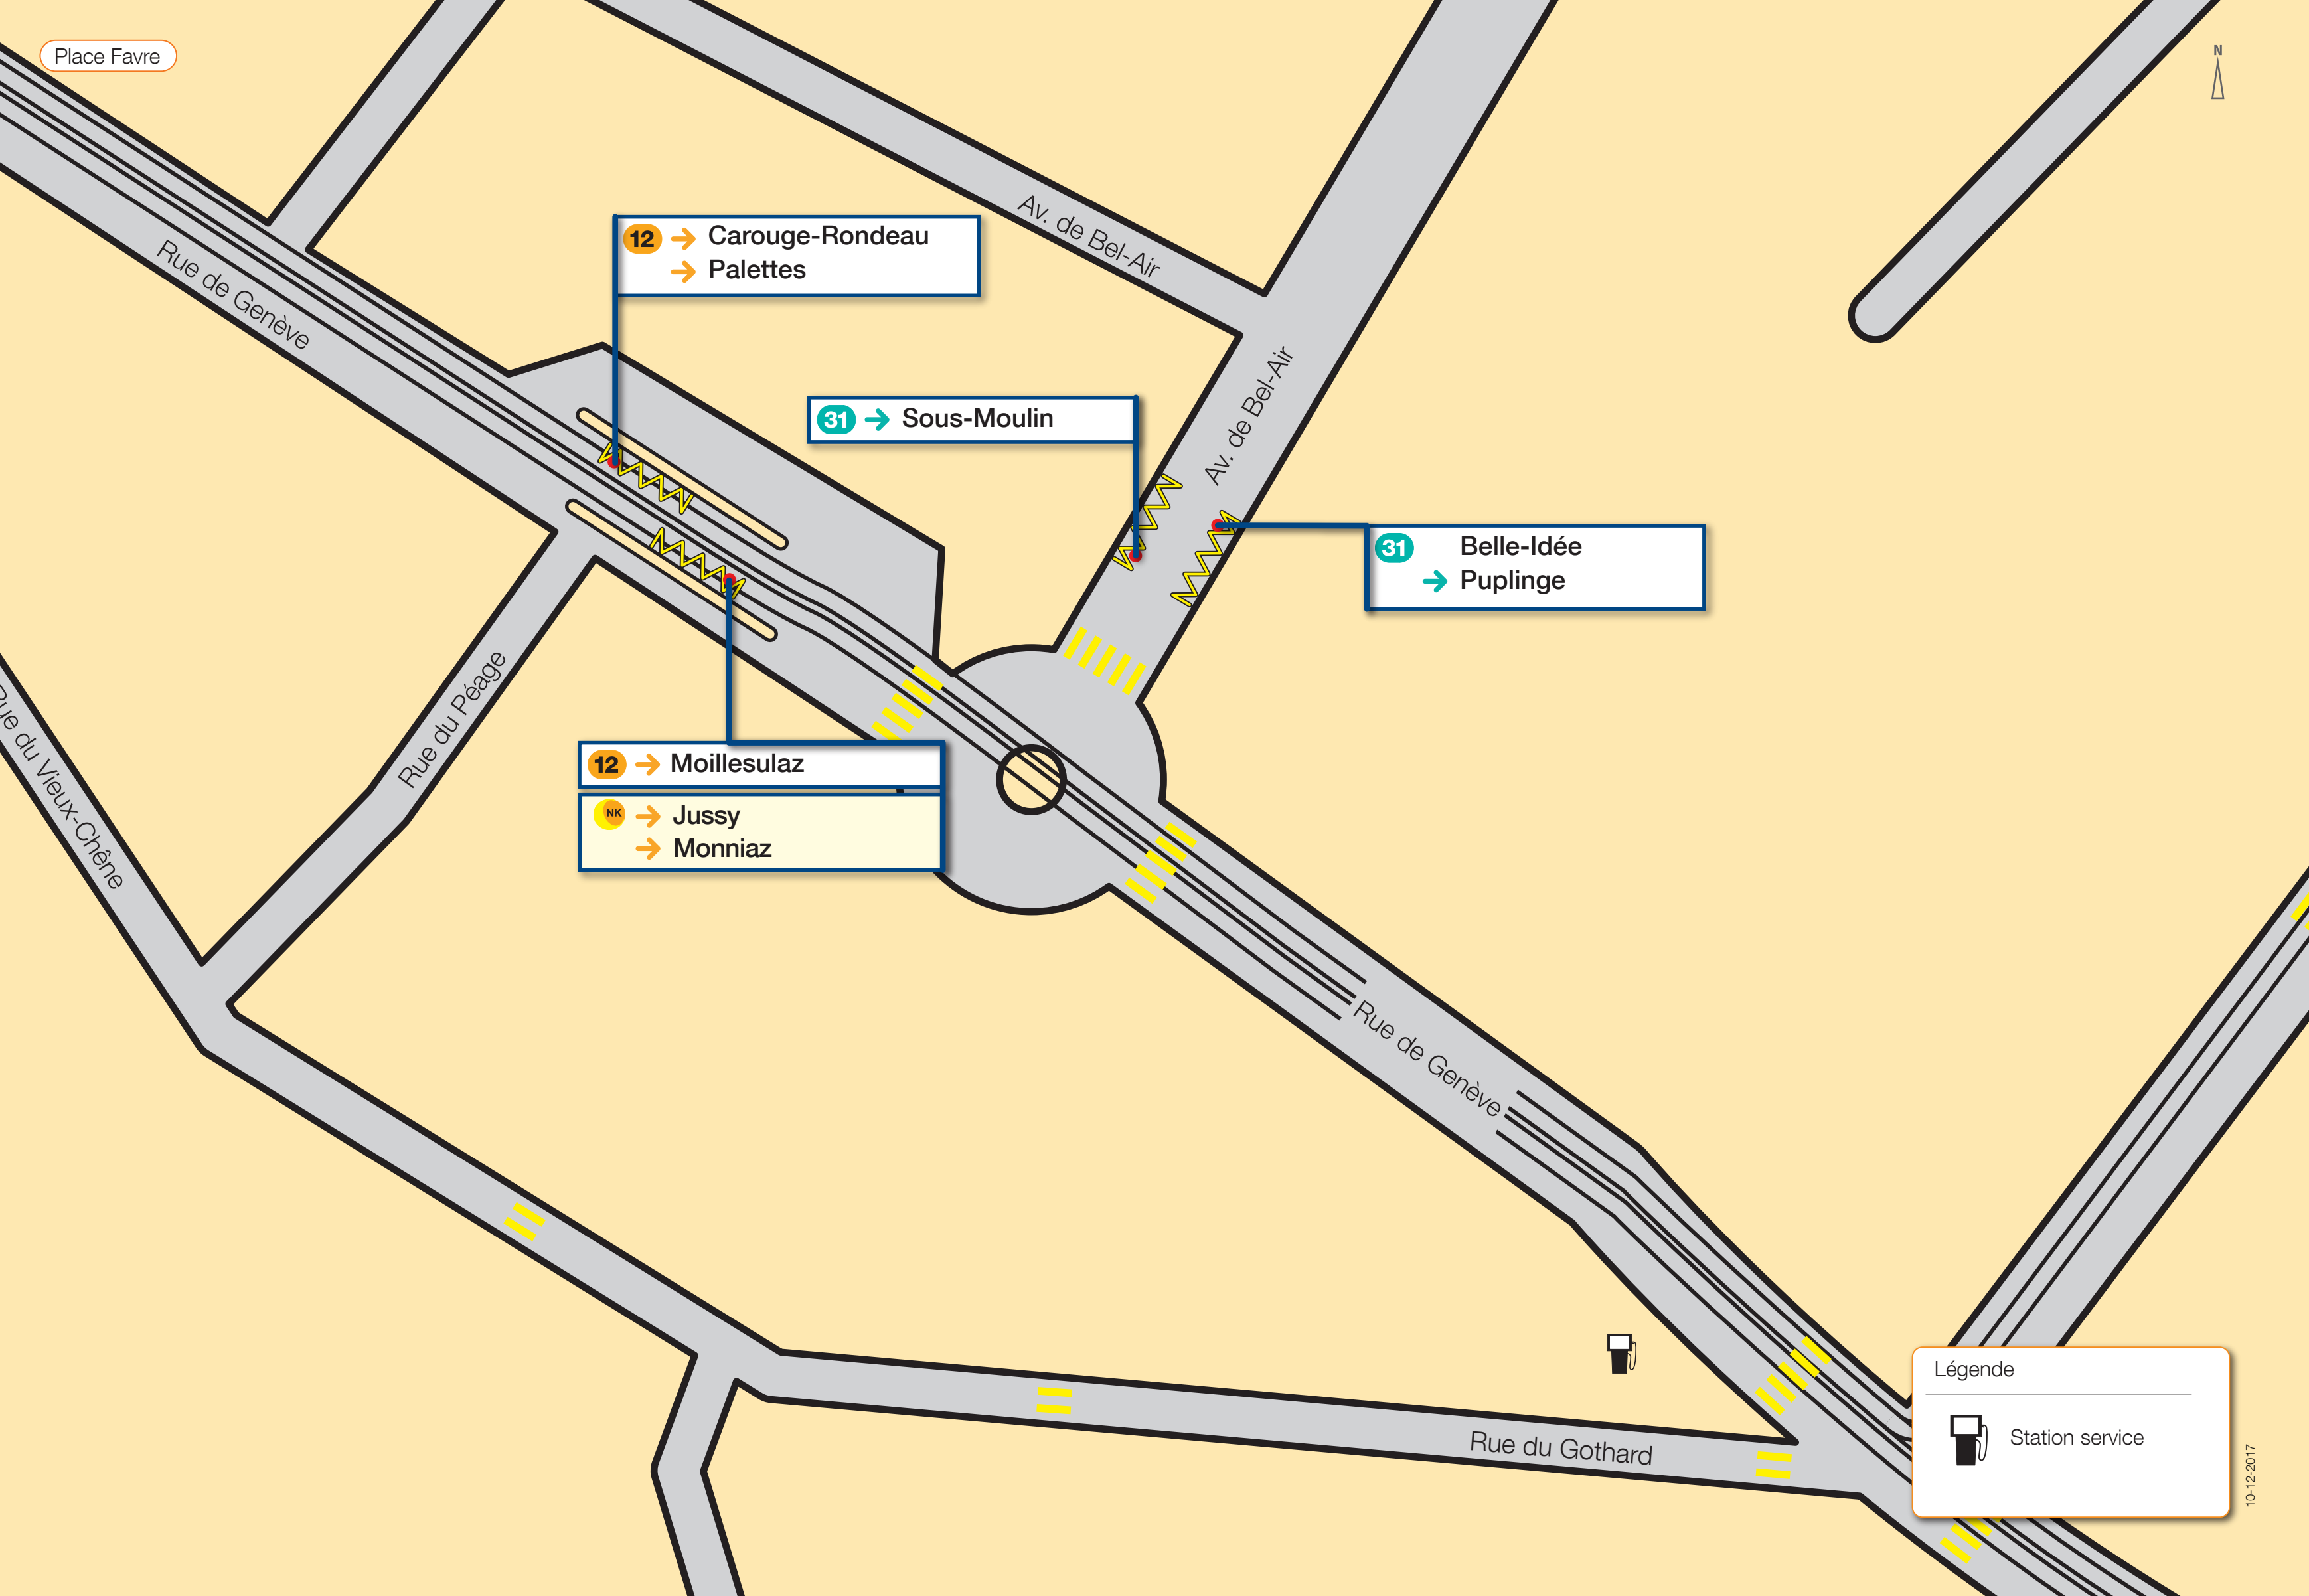 Place Favre
N
Av. de Bel-Air
12 → Carouge-Rondeau
→ Palettes
Rue de Genève
31 → Sous-Moulin
Av. de Bel-Air
31 Belle-Idée
→ Puplinge
Rue du Péage
Rue du Vieux-Chêne
12 → Moillesulaz
NK → Jussy
→ Monniaz
Rue de Genève
Rue du Gothard
Légende
Station service
10-12-2017